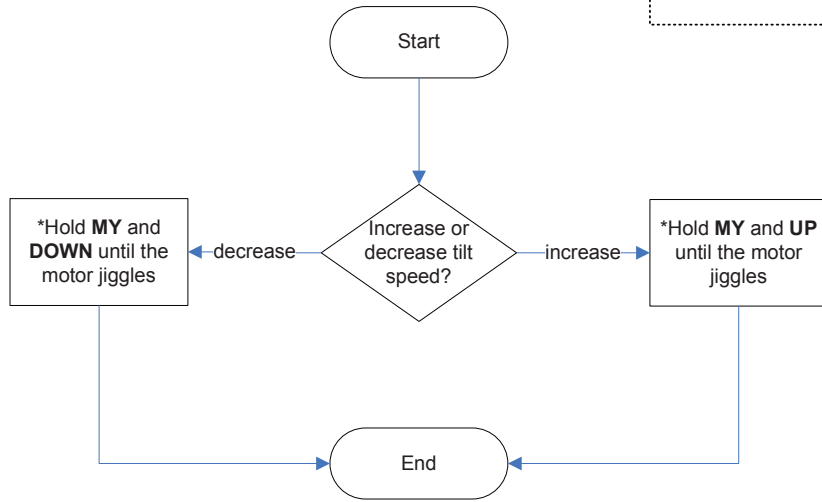 Start
Increase or
decrease tilt
speed?
decrease
increase
*Hold MY and
DOWN until the
motor jiggles
*Hold MY and UP
until the motor
jiggles
End